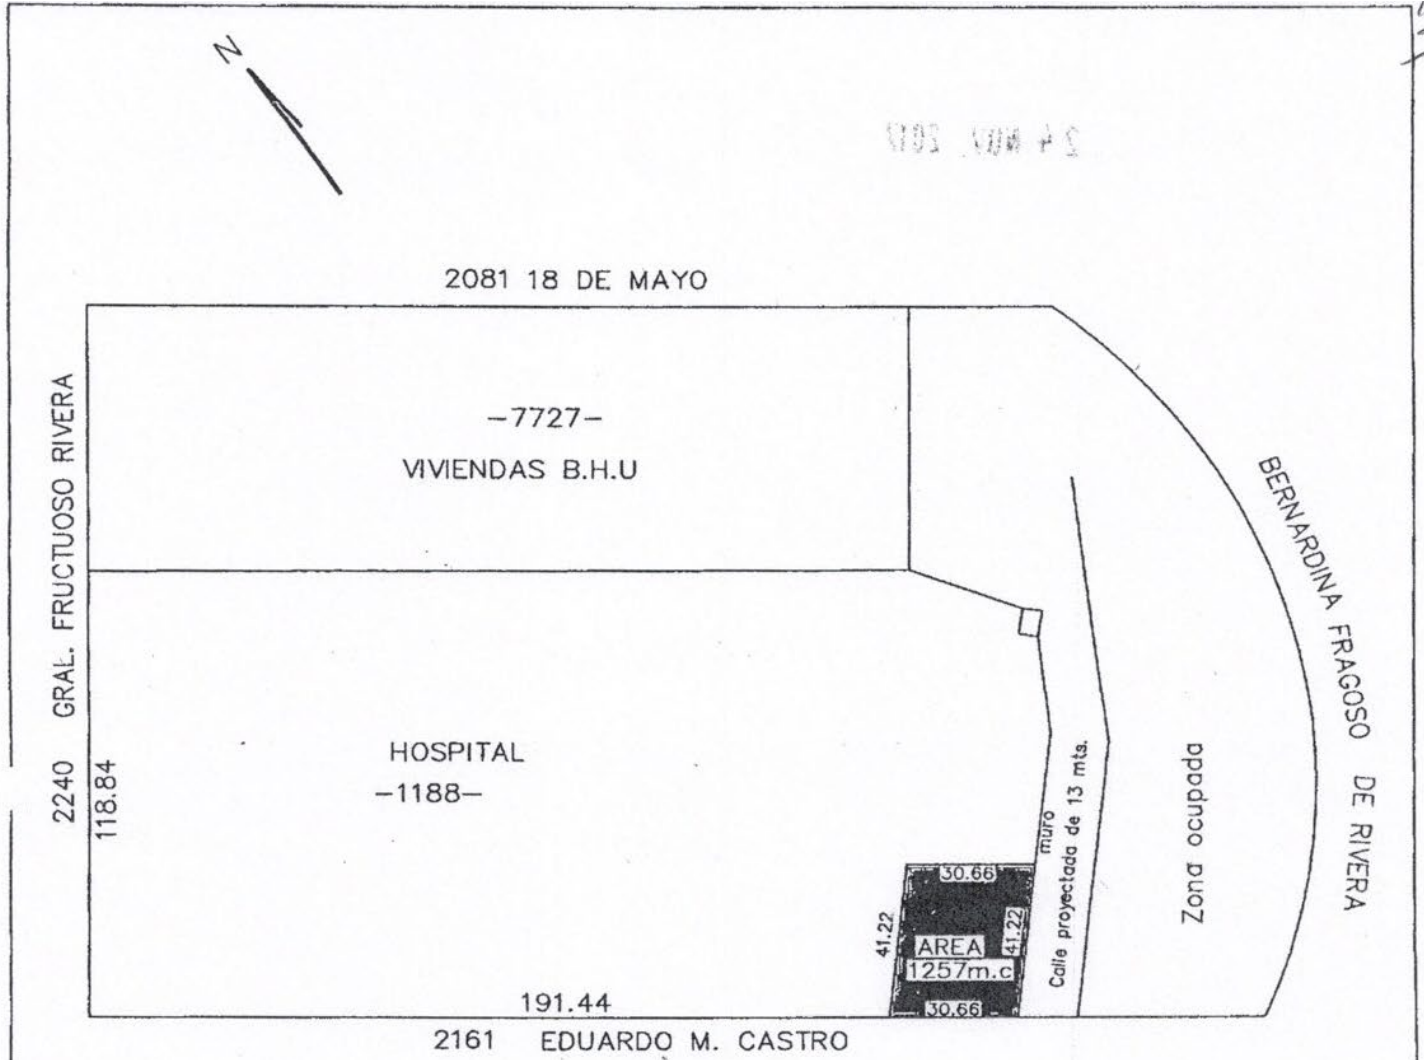 N
24 NOV. 2017
2081 18 DE MAYO
-7727-
VIVIENDAS B.H.U
2240 GRAL. FRUCTUOSO RIVERA
118.84
HOSPITAL
-1188-
BERNARDINA FRAGOSO DE RIVERA
Zona ocupada
muro
Calle proyectada de 13 mts.
30.66
41.22
41.22
AREA
1257m.c
30.66
191.44
2161 EDUARDO M. CASTRO